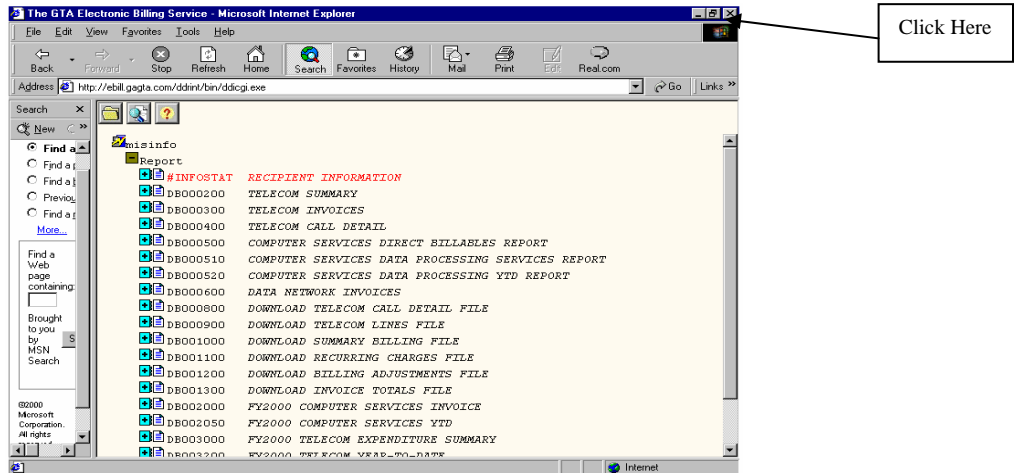 The GTA Electronic Billing Service - Microsoft Internet Explorer
Click Here
File Edit View Favorites Tools Help
Back Forward Stop Refresh Home Search Favorites History Mail Print Edit Real.com
Address http://ebill.gagta.com/ddrint/bin/ddicgi.exe Go Links »
Search
New »
Find a
Find a
Find a
Previou
Find a
More...
Find a
Web
page
containing:
Brought
to you
by S
MSN
Search
©2000
Microsoft
Corporation.
All rights
misinfo
Report
#INFOSTAT RECIPIENT INFORMATION
DB000200 TELECOM SUMMARY
DB000300 TELECOM INVOICES
DB000400 TELECOM CALL DETAIL
DB000500 COMPUTER SERVICES DIRECT BILLABLES REPORT
DB000510 COMPUTER SERVICES DATA PROCESSING SERVICES REPORT
DB000520 COMPUTER SERVICES DATA PROCESSING YTD REPORT
DB000600 DATA NETWORK INVOICES
DB000800 DOWNLOAD TELECOM CALL DETAIL FILE
DB000900 DOWNLOAD TELECOM LINES FILE
DB001000 DOWNLOAD SUMMARY BILLING FILE
DB001100 DOWNLOAD RECURRING CHARGES FILE
DB001200 DOWNLOAD BILLING ADJUSTMENTS FILE
DB001300 DOWNLOAD INVOICE TOTALS FILE
DB002000 FY2000 COMPUTER SERVICES INVOICE
DB002050 FY2000 COMPUTER SERVICES YTD
DB003000 FY2000 TELECOM EXPENDITURE SUMMARY
DB003200 FY2000 TELECOM YEAR-TO-DATE
Internet